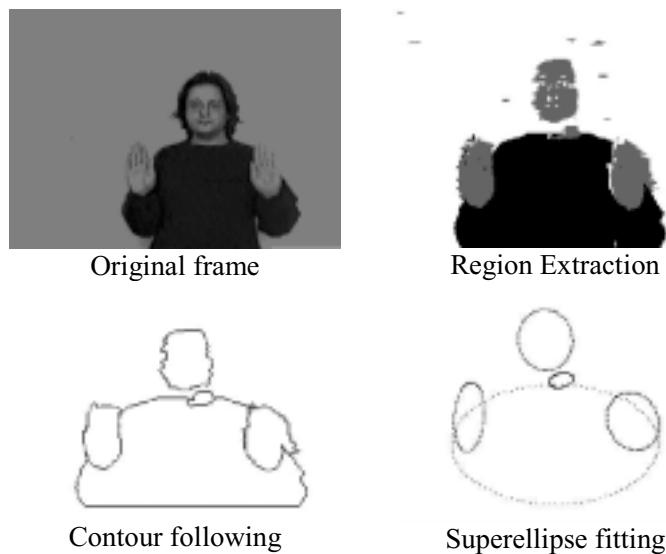 Original frame
Region Extraction
Contour following
Superellipse fitting